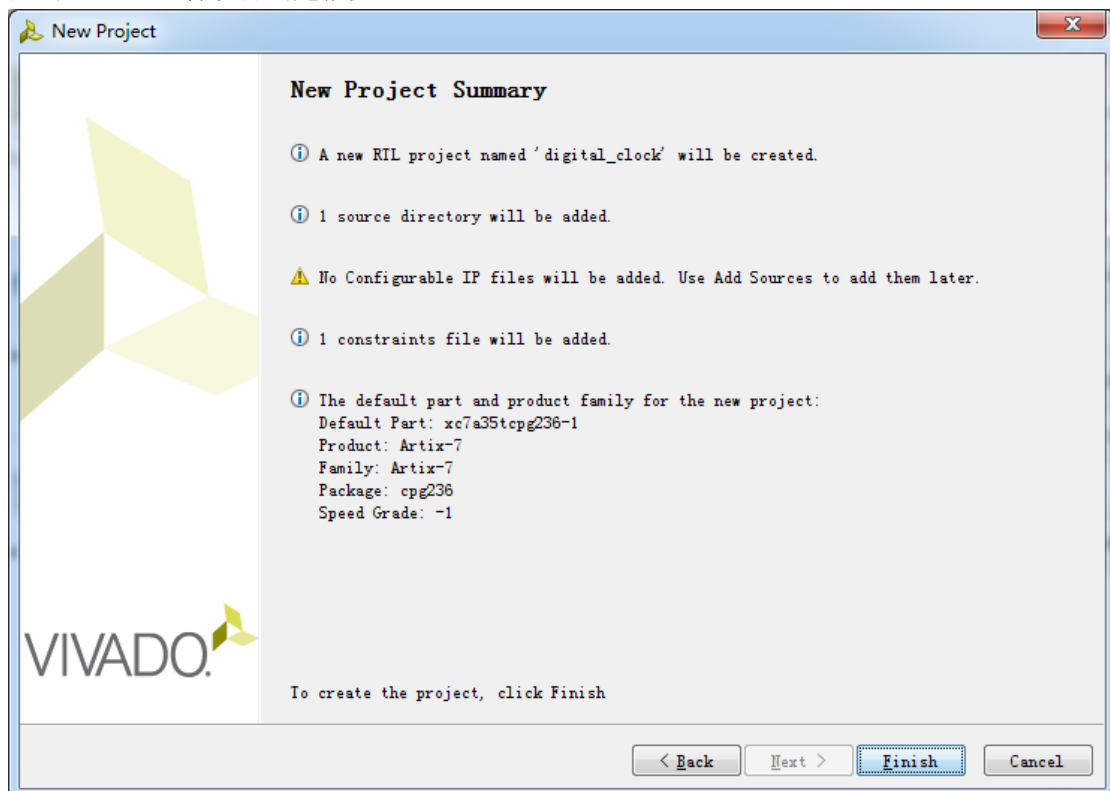 New Project
X
New Project Summary
A new RTL project named 'digital_clock' will be created.
1 source directory will be added.
No Configurable IP files will be added. Use Add Sources to add them later.
1 constraints file will be added.
The default part and product family for the new project:
Default Part: xc7a35tcpg236-1
Product: Artix-7
Family: Artix-7
Package: cpg236
Speed Grade: -1
VIVADO.
To create the project, click Finish
< Back
Next >
Finish
Cancel